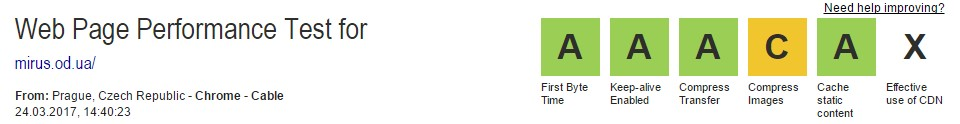 Need help improving?
Web Page Performance Test for
mirus.od.ua/
From: Prague, Czech Republic - Chrome - Cable
24.03.2017, 14:40:23
A A A C A X
First Byte Time
Keep-alive Enabled
Compress Transfer
Compress Images
Cache static content
Effective use of CDN